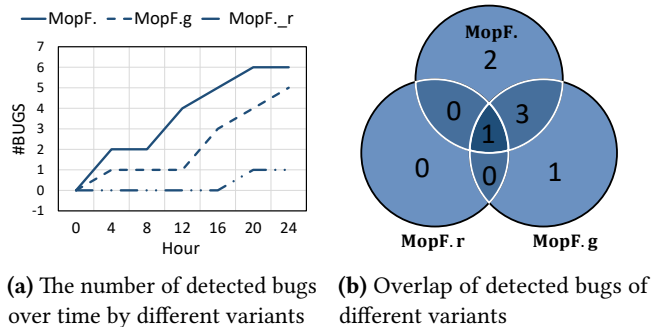 MopF. MopF.g MopF._r
6
5
4
3
2
1
0
-1
#BUGS
0 4 8 12 16 20 24
Hour
(a) The number of detected bugs
over time by different variants
MopF.
2
0 3
1
0 0 1
MopF.r MopF.g
(b) Overlap of detected bugs of
different variants